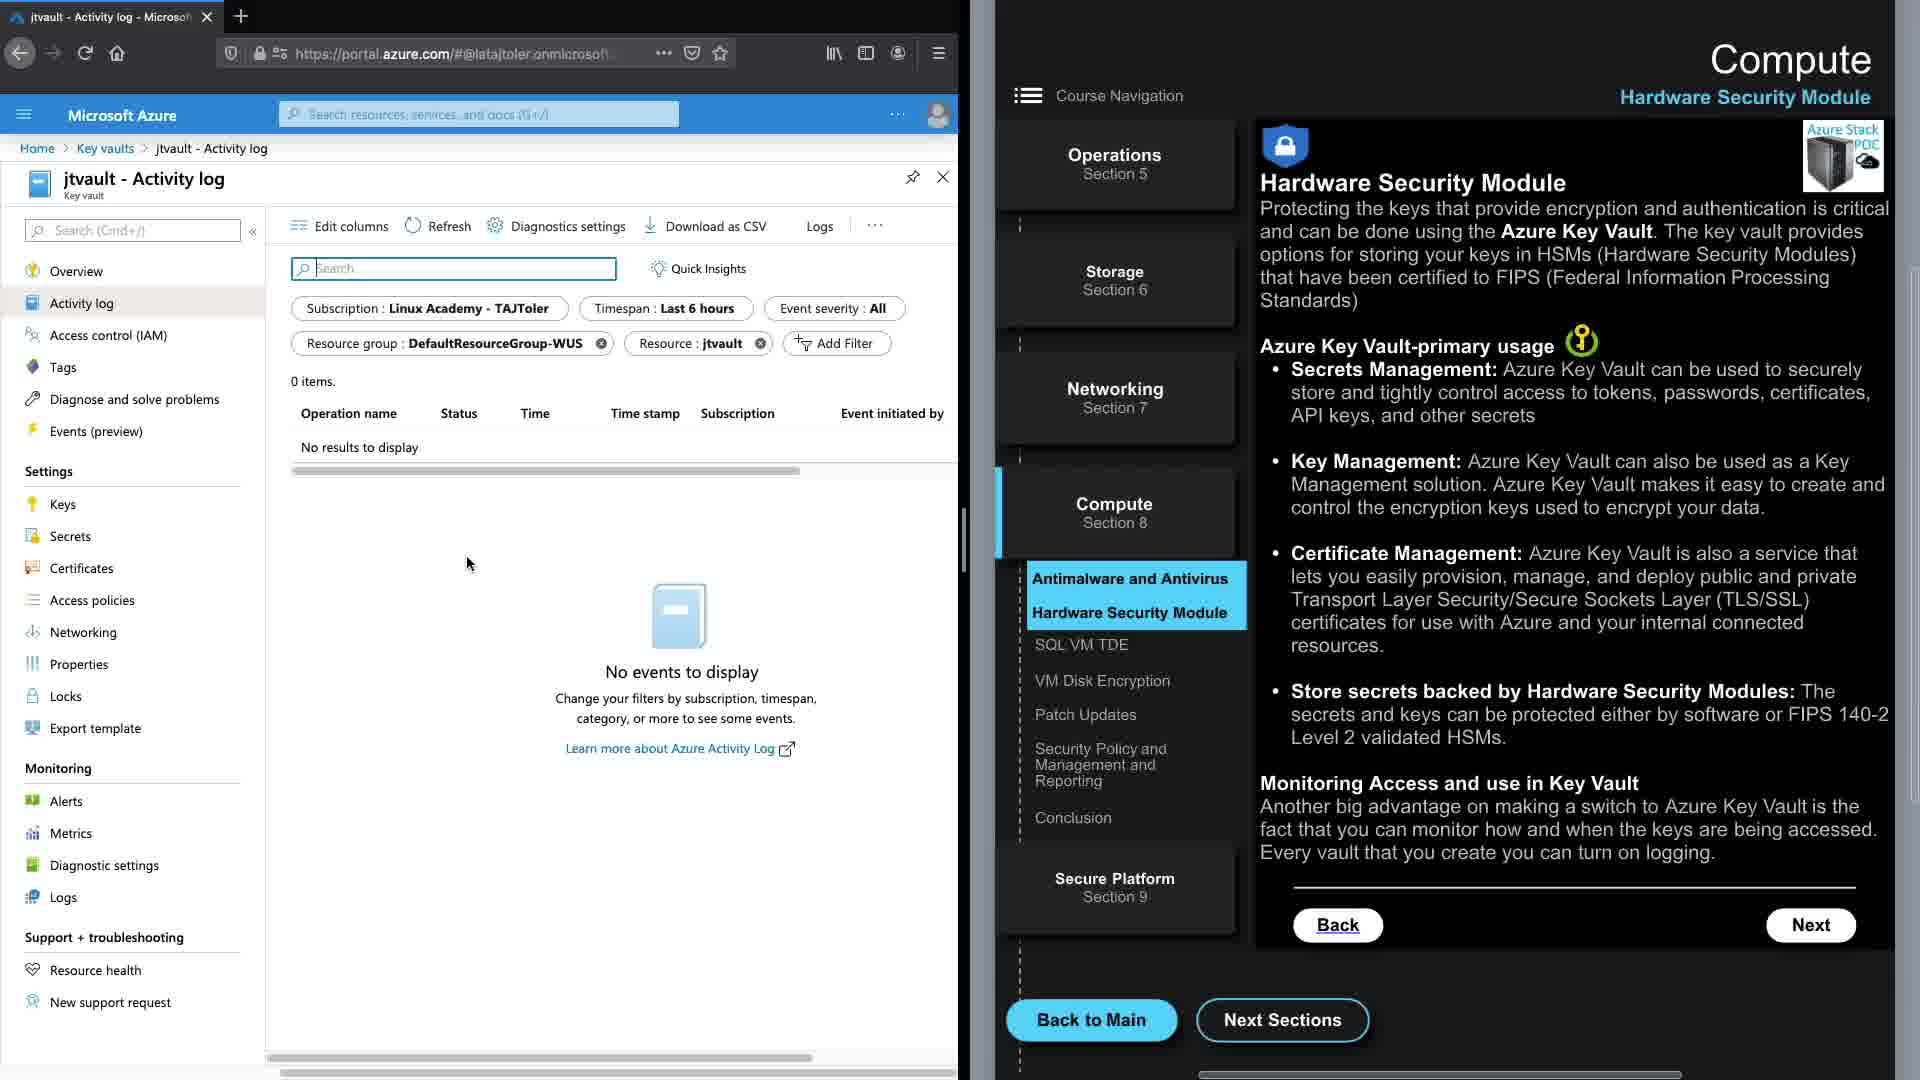 jtvault - Activity log - Microsoft
https://portal.azure.com/#@latajtoler.onmicrosoft
Microsoft Azure
Search resources, services, and docs (G+/)
Home > Key vaults > jtvault - Activity log
jtvault - Activity log
Key vault
Search (Cmd+/)
Overview
Activity log
Access control (IAM)
Tags
Diagnose and solve problems
Events (preview)
Settings
Keys
Secrets
Certificates
Access policies
Networking
Properties
Locks
Export template
Monitoring
Alerts
Metrics
Diagnostic settings
Logs
Support + troubleshooting
Resource health
New support request
Edit columns Refresh Diagnostics settings Download as CSV Logs
Search
Quick Insights
Subscription : Linux Academy - TAJToler Timespan : Last 6 hours Event severity : All
Resource group : DefaultResourceGroup-WUS Resource : jtvault Add Filter
0 items.
Operation name Status Time Time stamp Subscription Event initiated by
No results to display
No events to display
Change your filters by subscription, timespan,
category, or more to see some events.
Learn more about Azure Activity Log
Compute
Hardware Security Module
Course Navigation
Operations
Section 5
Storage
Section 6
Networking
Section 7
Compute
Section 8
Antimalware and Antivirus
Hardware Security Module
SQL VM TDE
VM Disk Encryption
Patch Updates
Security Policy and
Management and
Reporting
Conclusion
Secure Platform
Section 9
Azure Stack
POC
Hardware Security Module
Protecting the keys that provide encryption and authentication is critical
and can be done using the Azure Key Vault. The key vault provides
options for storing your keys in HSMs (Hardware Security Modules)
that have been certified to FIPS (Federal Information Processing
Standards)
Azure Key Vault-primary usage
• Secrets Management: Azure Key Vault can be used to securely
store and tightly control access to tokens, passwords, certificates,
API keys, and other secrets
• Key Management: Azure Key Vault can also be used as a Key
Management solution. Azure Key Vault makes it easy to create and
control the encryption keys used to encrypt your data.
• Certificate Management: Azure Key Vault is also a service that
lets you easily provision, manage, and deploy public and private
Transport Layer Security/Secure Sockets Layer (TLS/SSL)
certificates for use with Azure and your internal connected
resources.
• Store secrets backed by Hardware Security Modules: The
secrets and keys can be protected either by software or FIPS 140-2
Level 2 validated HSMs.
Monitoring Access and use in Key Vault
Another big advantage on making a switch to Azure Key Vault is the
fact that you can monitor how and when the keys are being accessed.
Every vault that you create you can turn on logging.
Back
Next
Back to Main
Next Sections